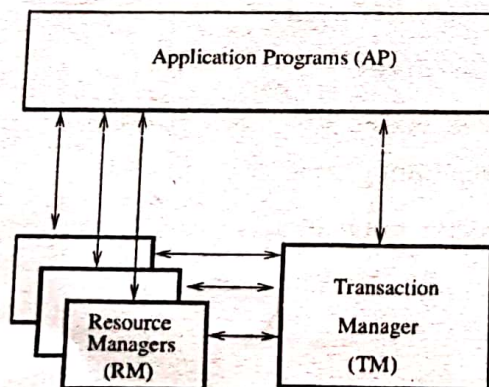 Application Programs (AP)
Resource
Managers
(RM)
Transaction
Manager
(TM)